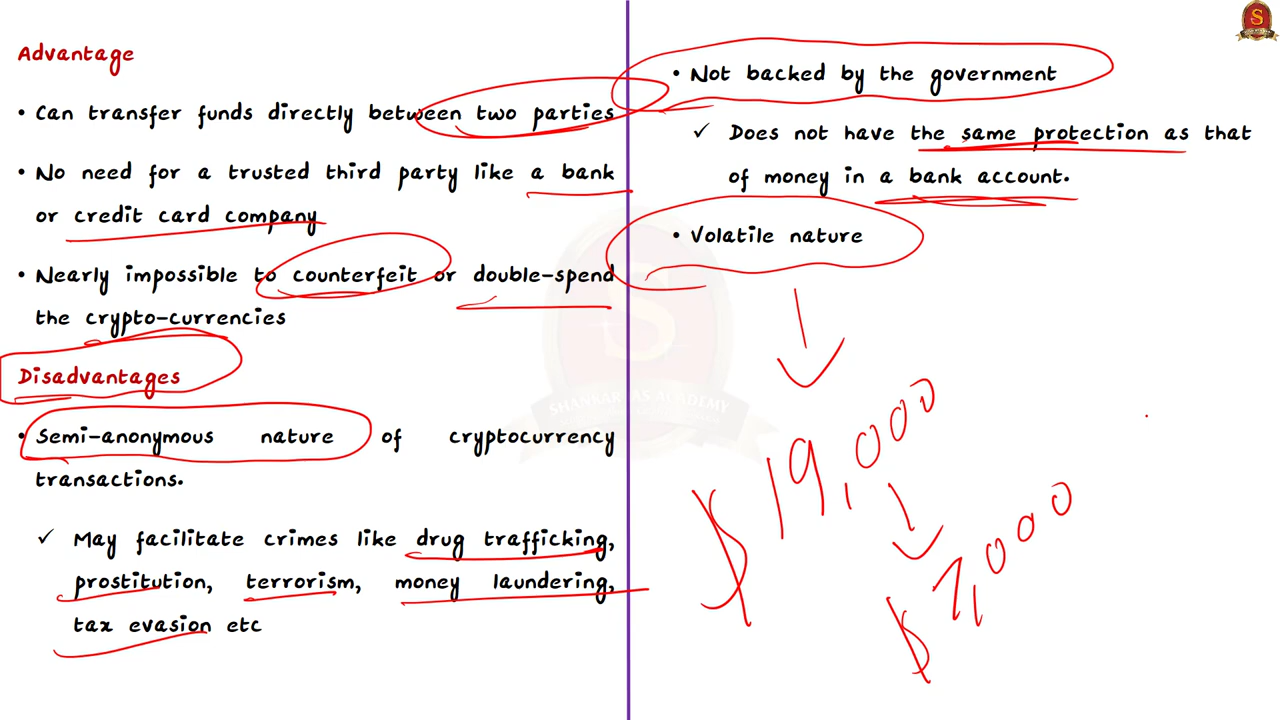 Advantage
• Can transfer funds directly between two parties
• No need for a trusted third party like a bank
or credit card company
• Nearly impossible to counterfeit or double-spend
the crypto-currencies
Disadvantages
• Semi-anonymous nature of cryptocurrency
transactions.
✓ May facilitate crimes like drug trafficking,
prostitution, terrorism, money laundering,
tax evasion etc
• Not backed by the government
✓ Does not have the same protection as that
of money in a bank account.
• Volatile nature
$ 19,000
$ 7,000
S
SHANKAR IAS ACADEMY